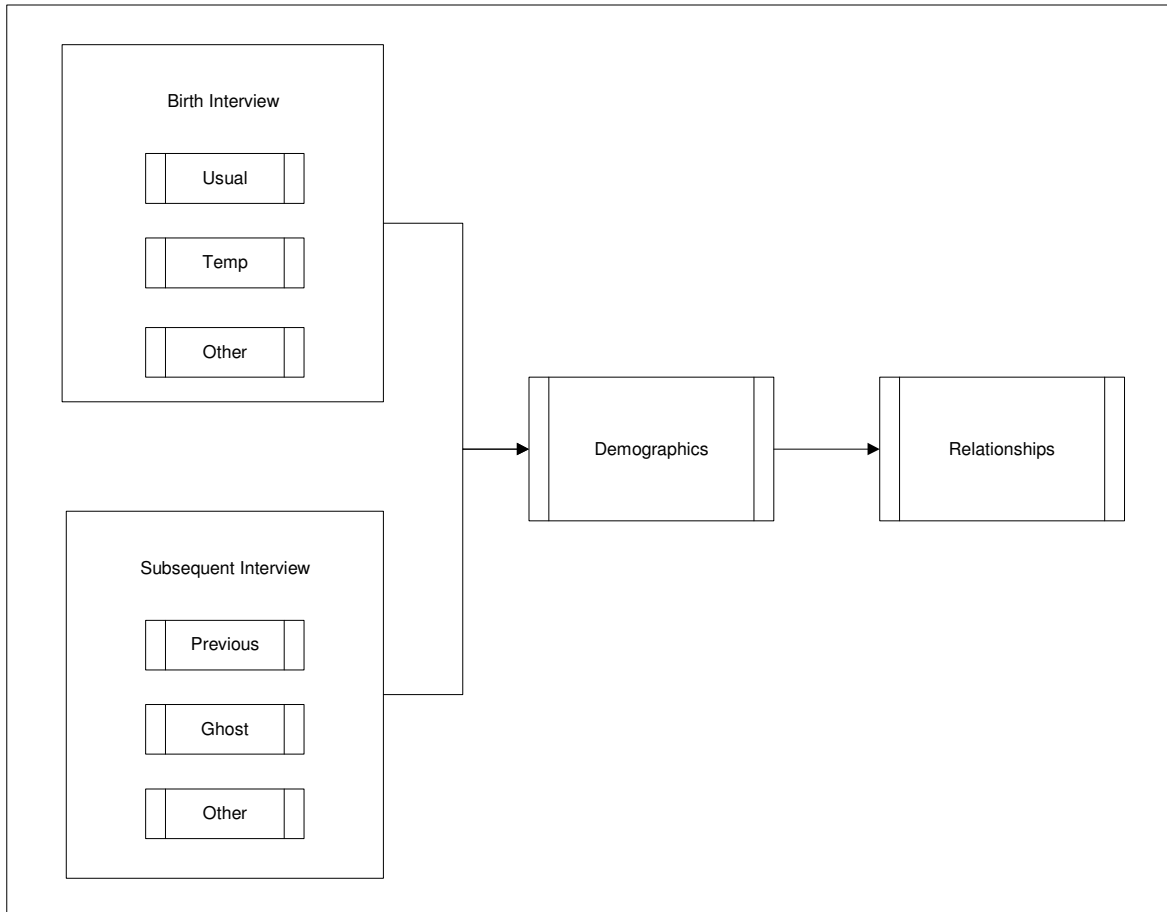 Birth Interview
Usual
Temp
Other
Demographics
Relationships
Subsequent Interview
Previous
Ghost
Other